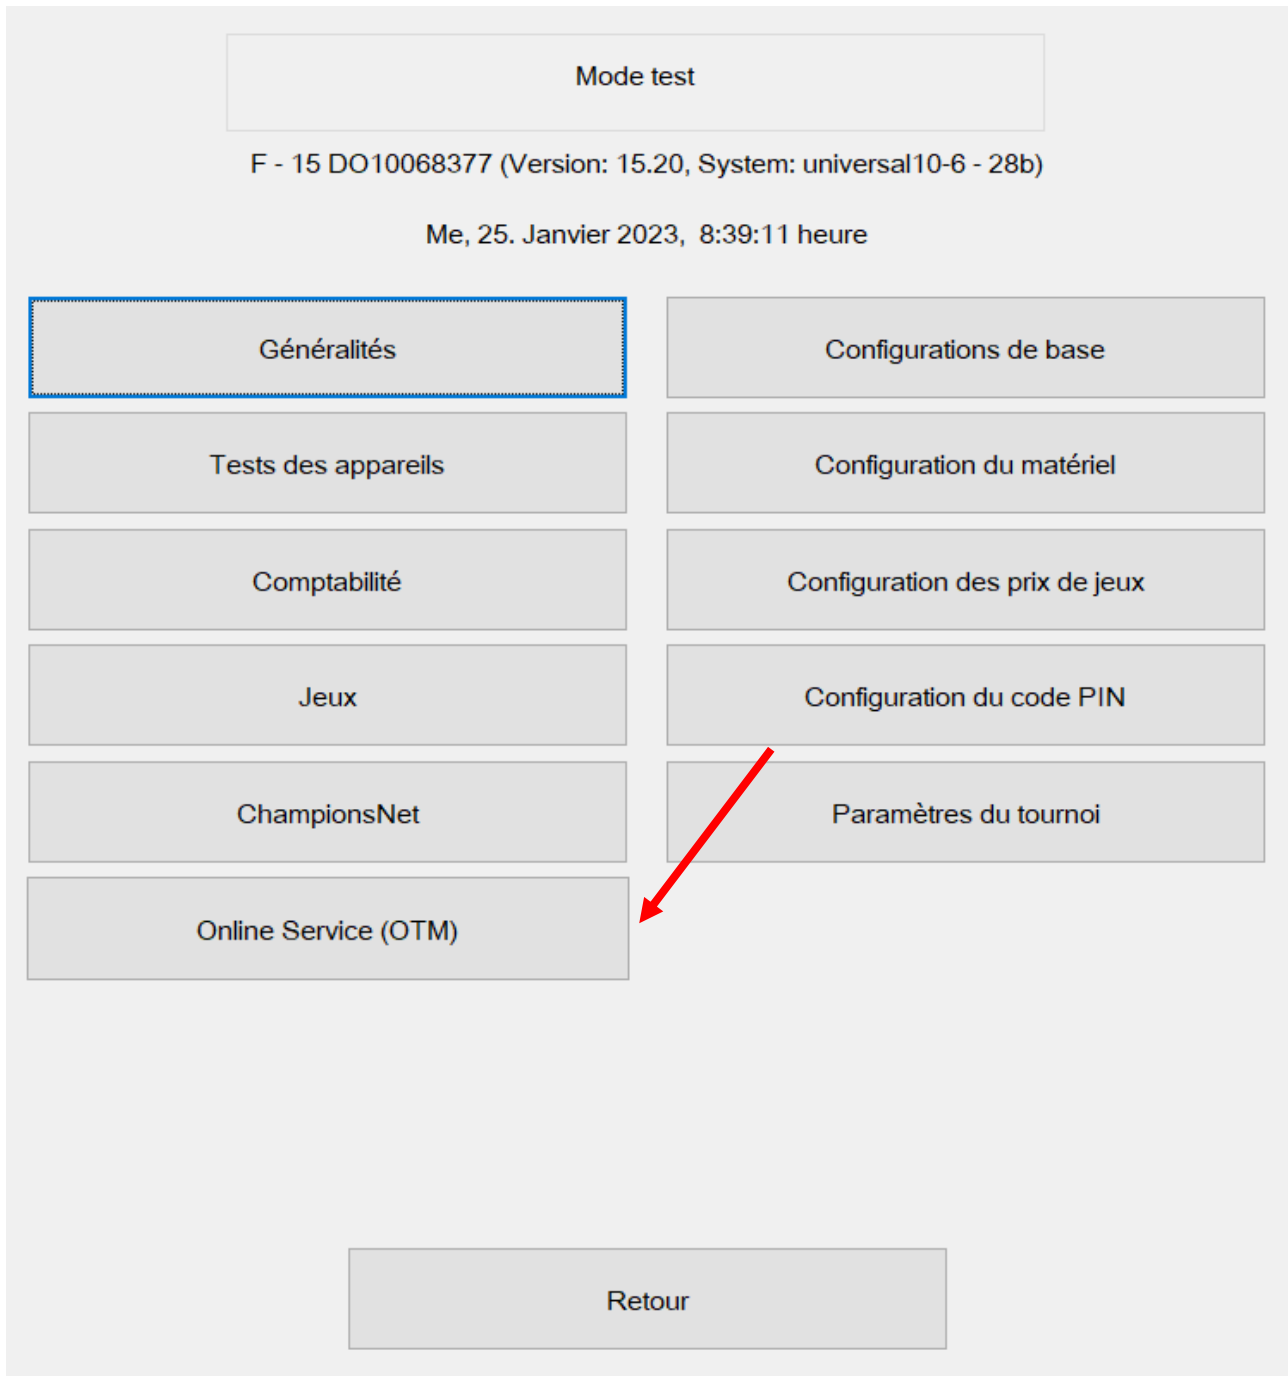 Mode test
F - 15 DO10068377 (Version: 15.20, System: universal10-6 - 28b)
Me, 25. Janvier 2023,  8:39:11 heure
Généralités
Configurations de base
Tests des appareils
Configuration du matériel
Comptabilité
Configuration des prix de jeux
Jeux
Configuration du code PIN
ChampionsNet
Paramètres du tournoi
Online Service (OTM)
Retour